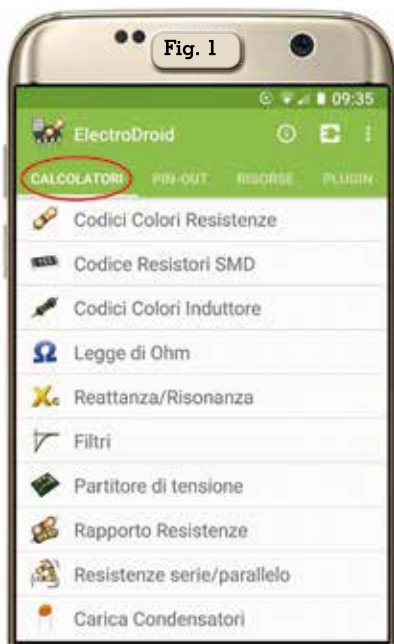 Fig. 1
09:35
ElectroDroid
CALCOLATORI PIN-OUT RISORSE PLUGIN
Codici Colori Resistenze
Codice Resistori SMD
Codici Colori Induttore
Ω Legge di Ohm
Xc Reattanza/Risonanza
Filtri
Partitore di tensione
Rapporto Resistenze
Resistenze serie/parallelo
Carica Condensatori